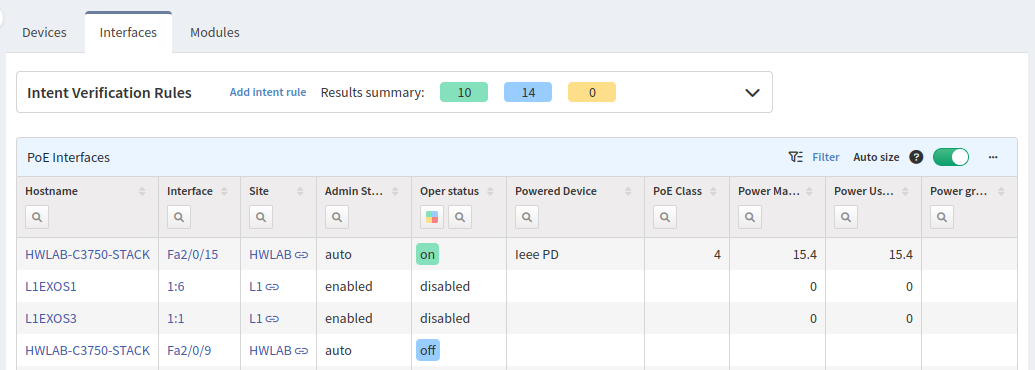 Devices Interfaces Modules
Intent Verification Rules Add intent rule Results summary: 10 14 0
PoE Interfaces Filter Auto size ? ...
Hostname Interface Site Admin St... Oper status Powered Device PoE Class Power Ma... Power Us... Power gr...
HWLAB-C3750-STACK Fa2/0/15 HWLAB auto on Ieee PD 4 15.4 15.4
L1EXOS1 1:6 L1 enabled disabled 0 0
L1EXOS3 1:1 L1 enabled disabled 0 0
HWLAB-C3750-STACK Fa2/0/9 HWLAB auto off